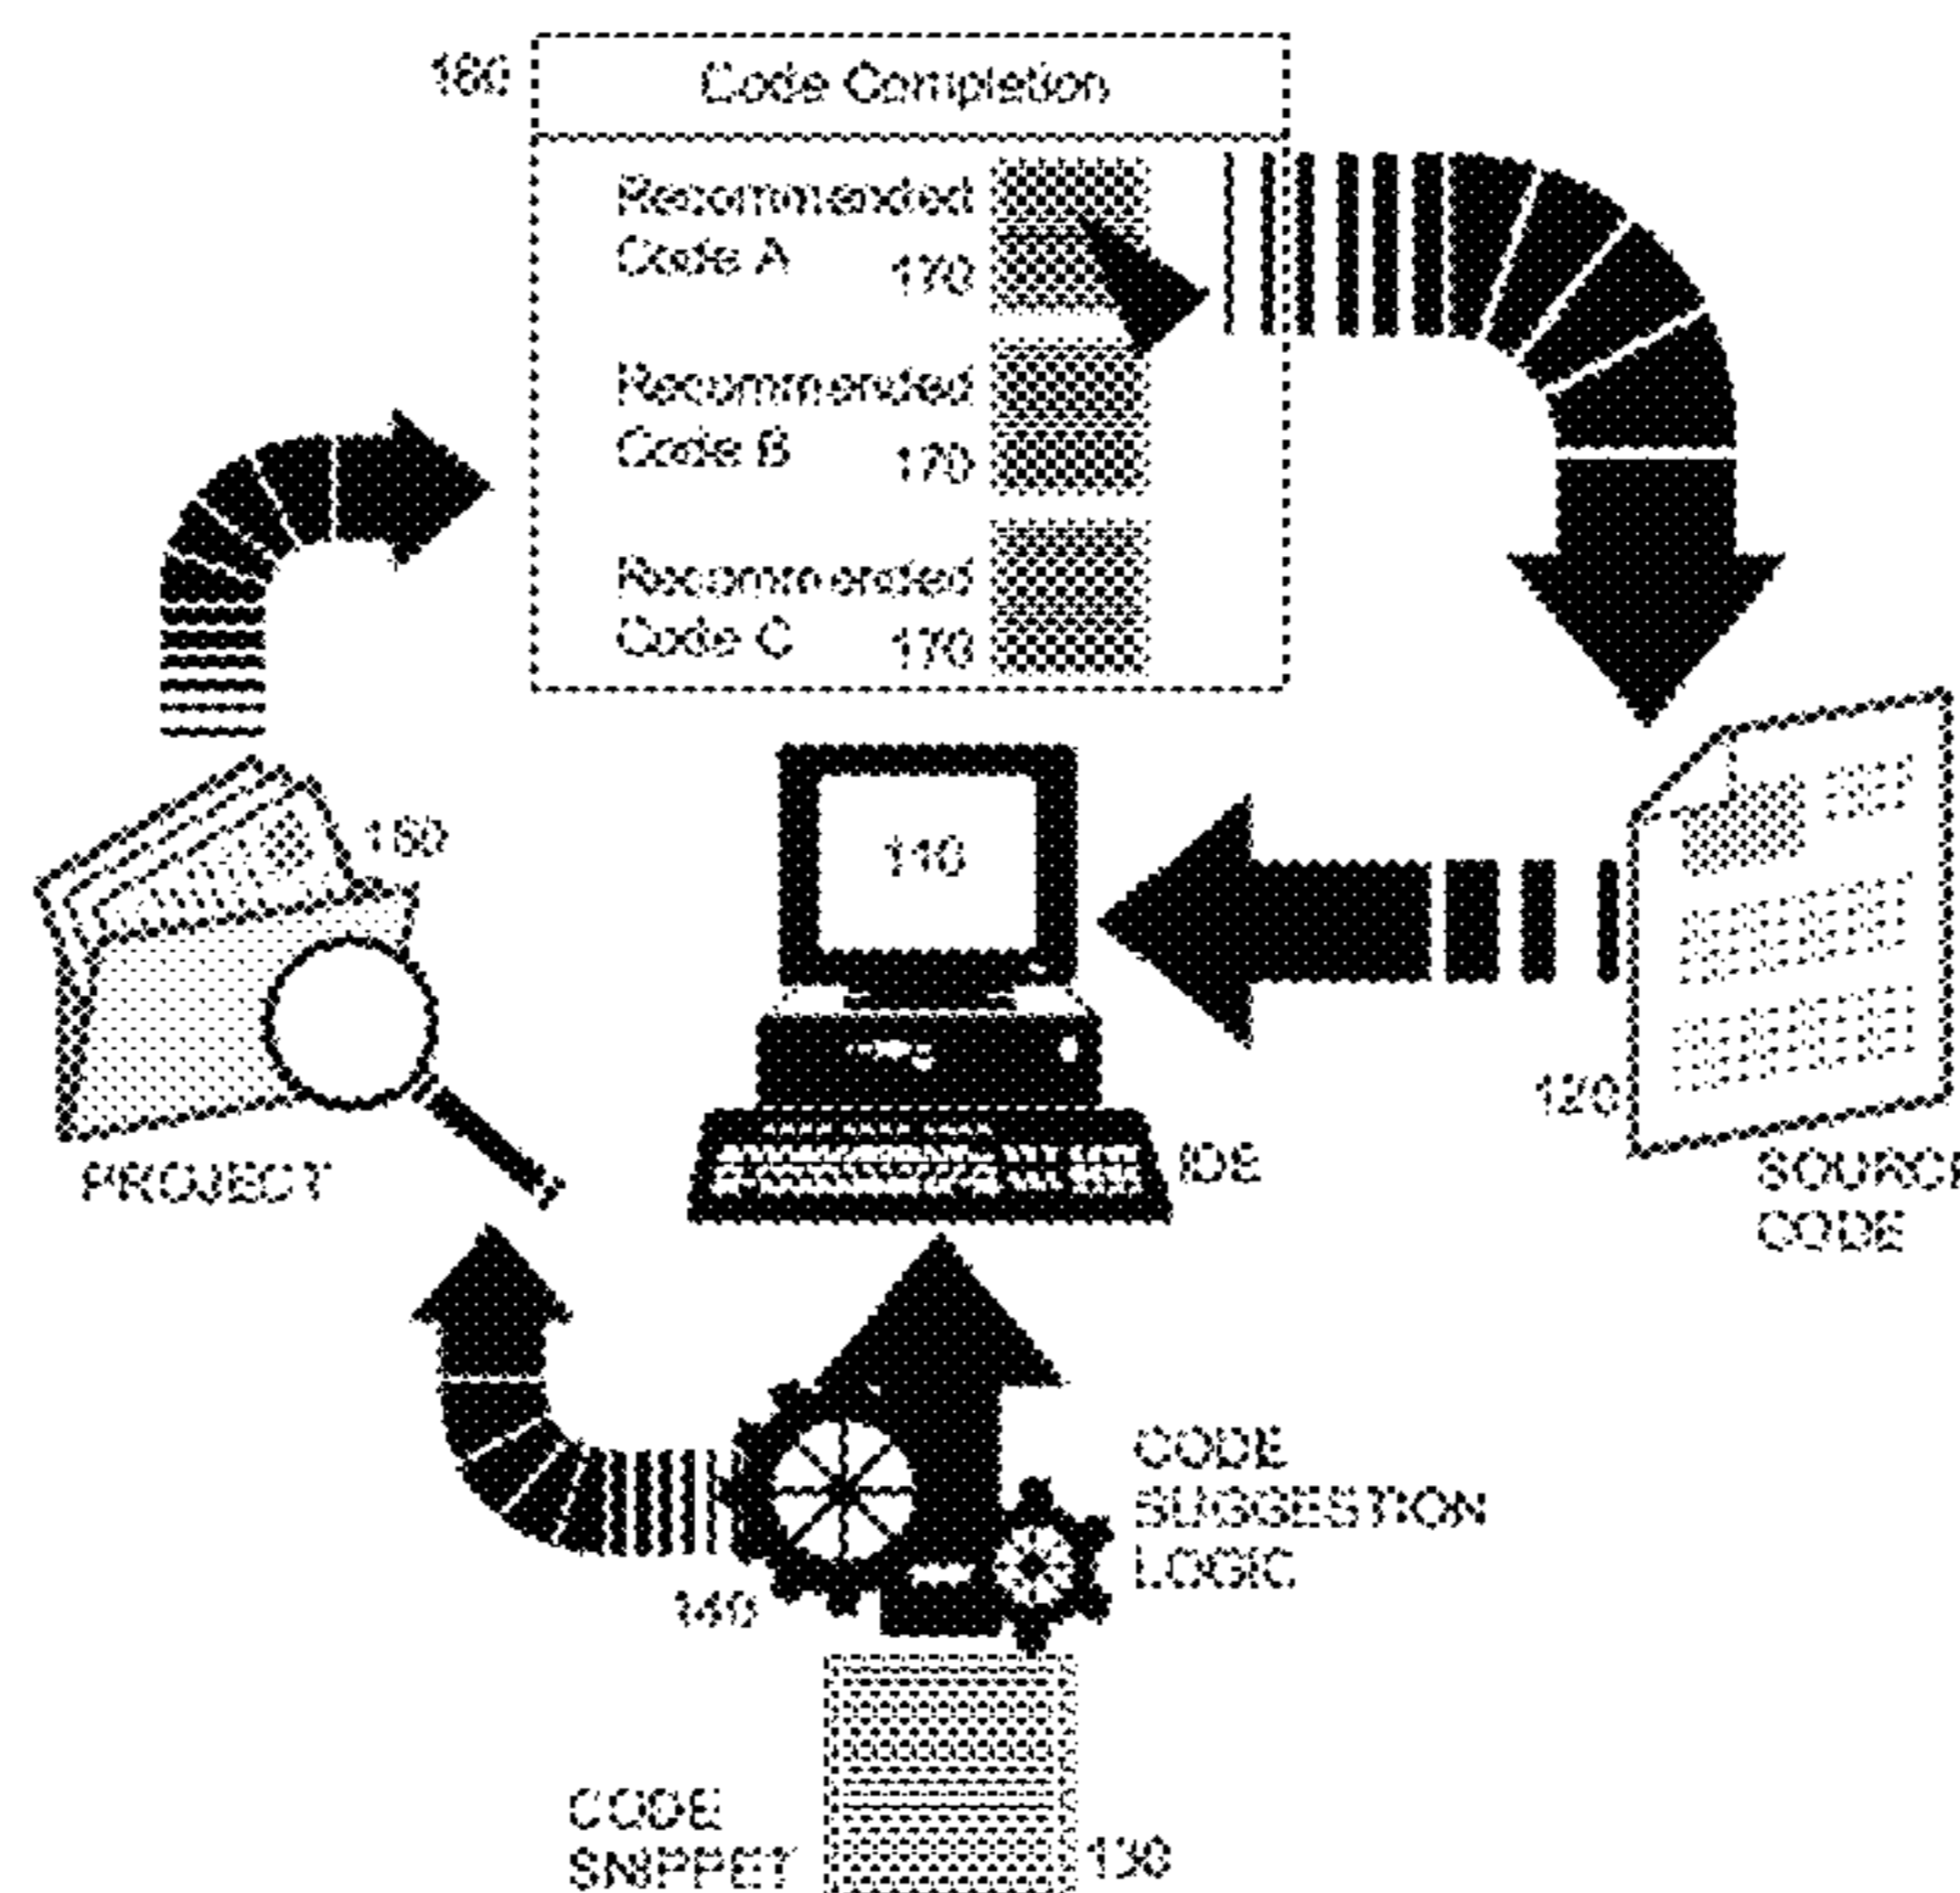 160
Code Completion
Recommended
Code A 170
Recommended
Code B 170
Recommended
Code C 170
150
110
120
PROJECT
IDE
SOURCE
CODE
CODE
SUGGESTION
LOGIC
140
CODE
SNIPPET
130